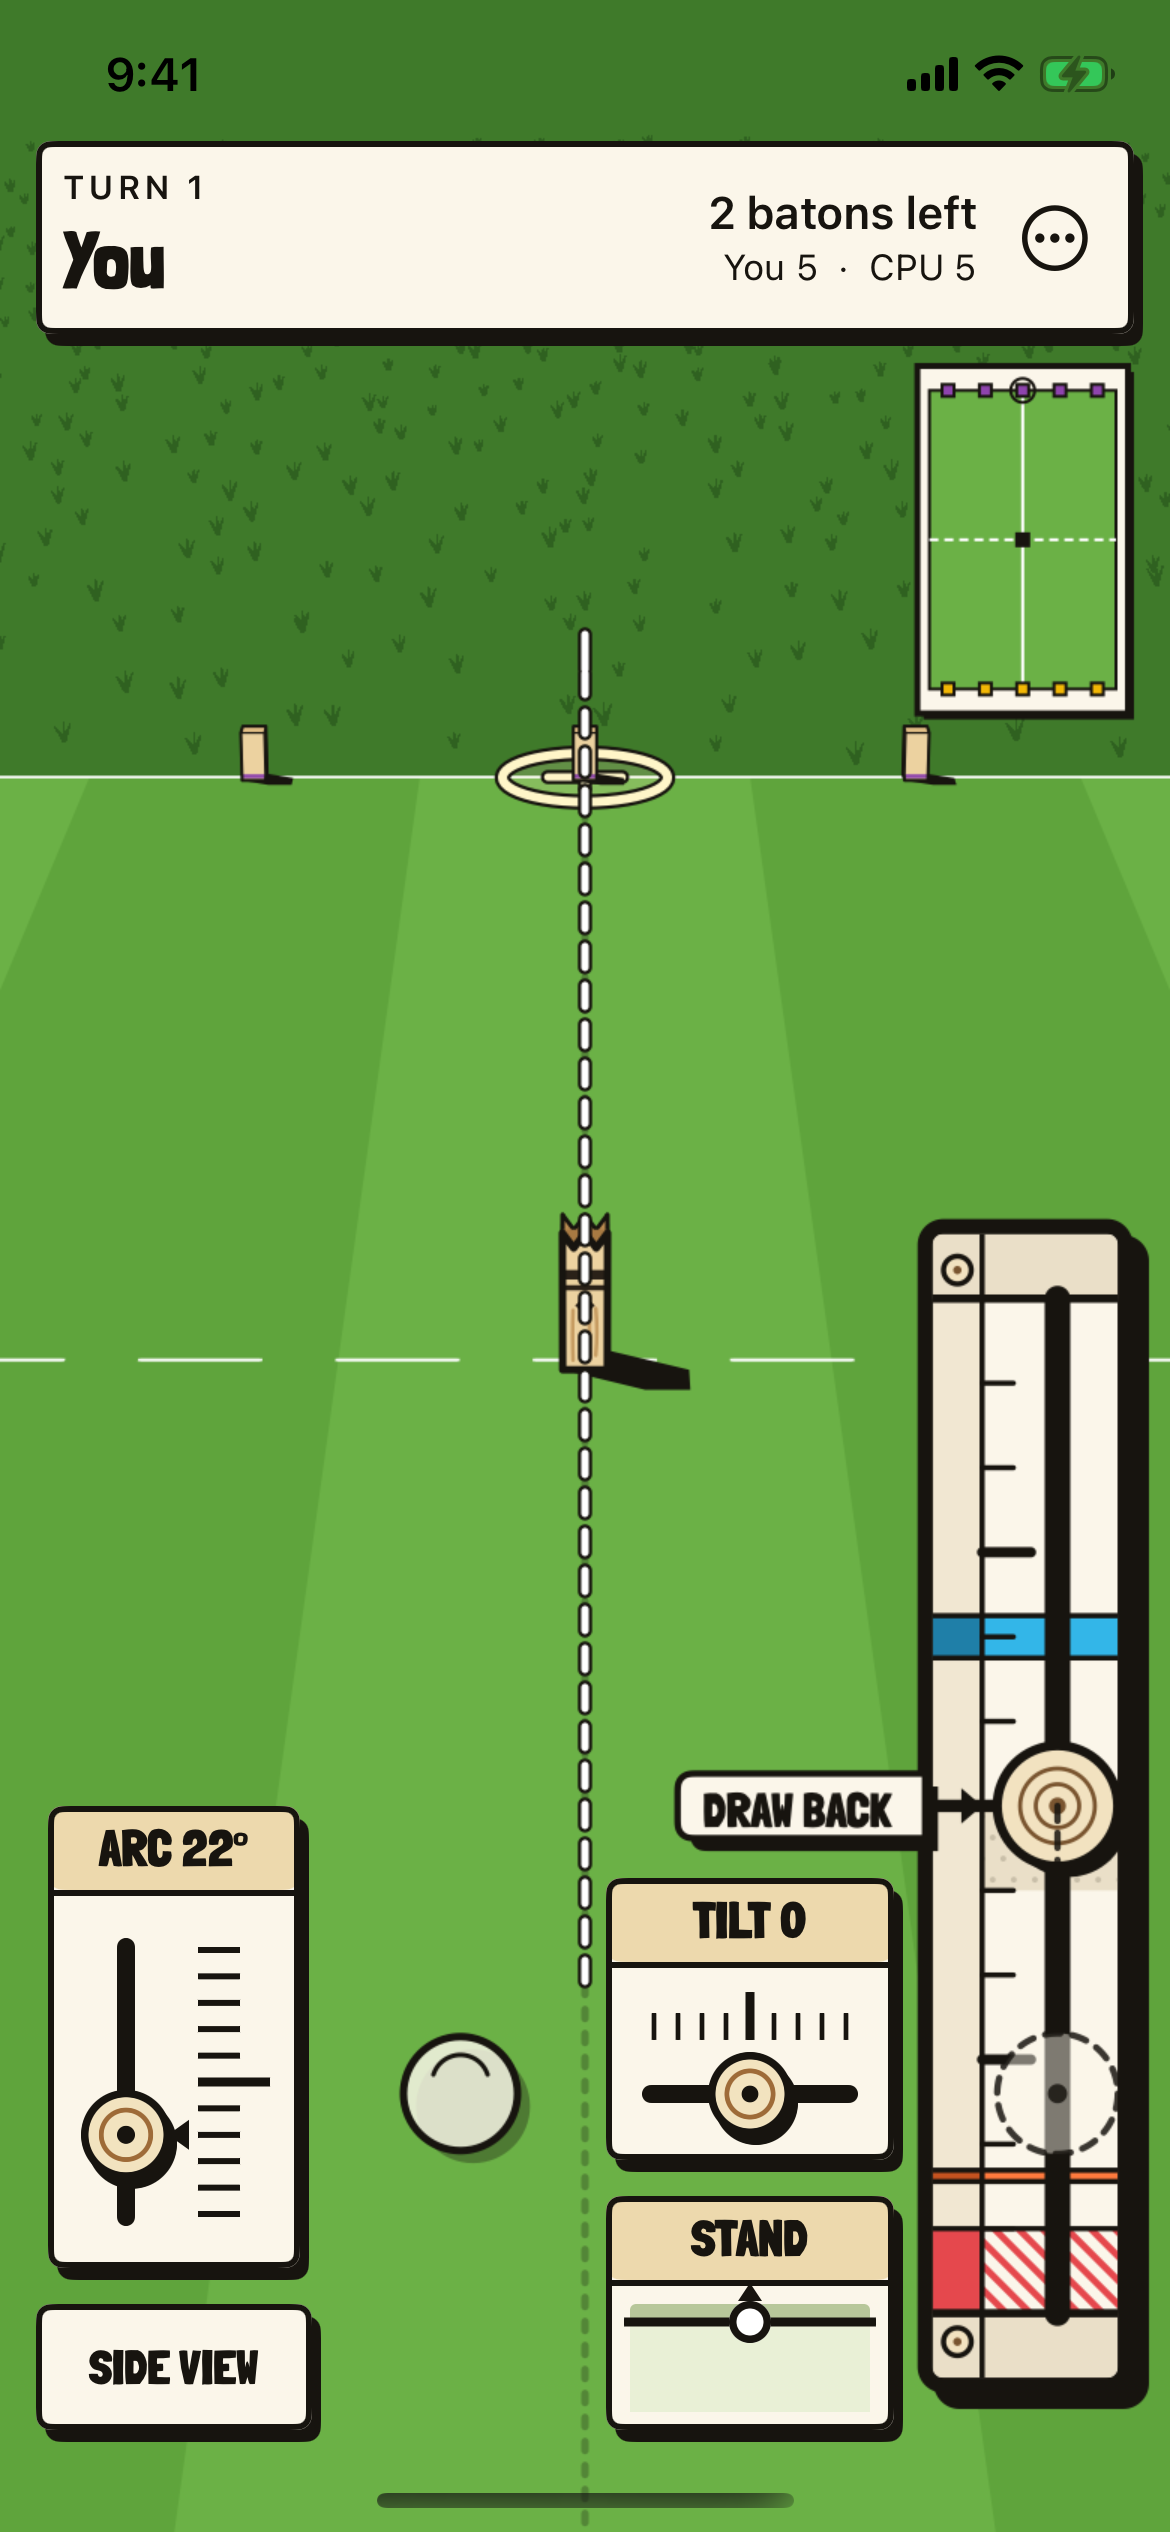 9:41
TURN 1
You
2 batons left
You 5 · CPU 5
DRAW BACK
ARC 22°
TILT 0
STAND
SIDE VIEW